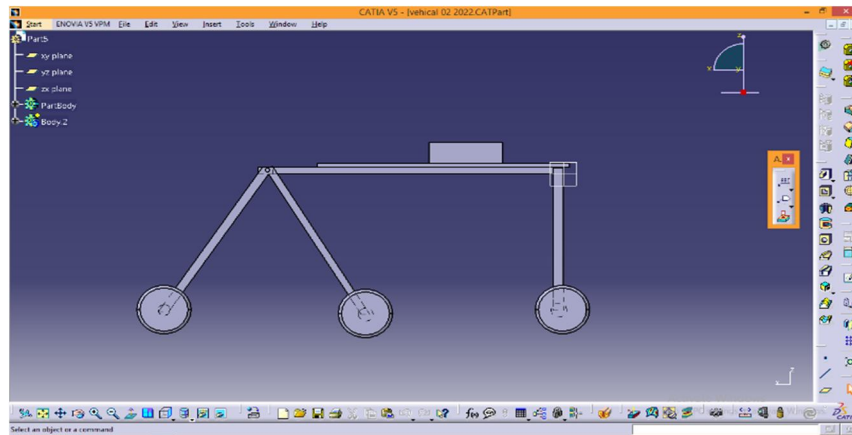 CATIA V5 - [vehical 02 2022.CATPart]
Start ENOVIA V5 VPM File Edit View Insert Tools Window Help
Part5
xy plane
yz plane
zx plane
PartBody
Body.2
z
x
y
A...
Select an object or a command